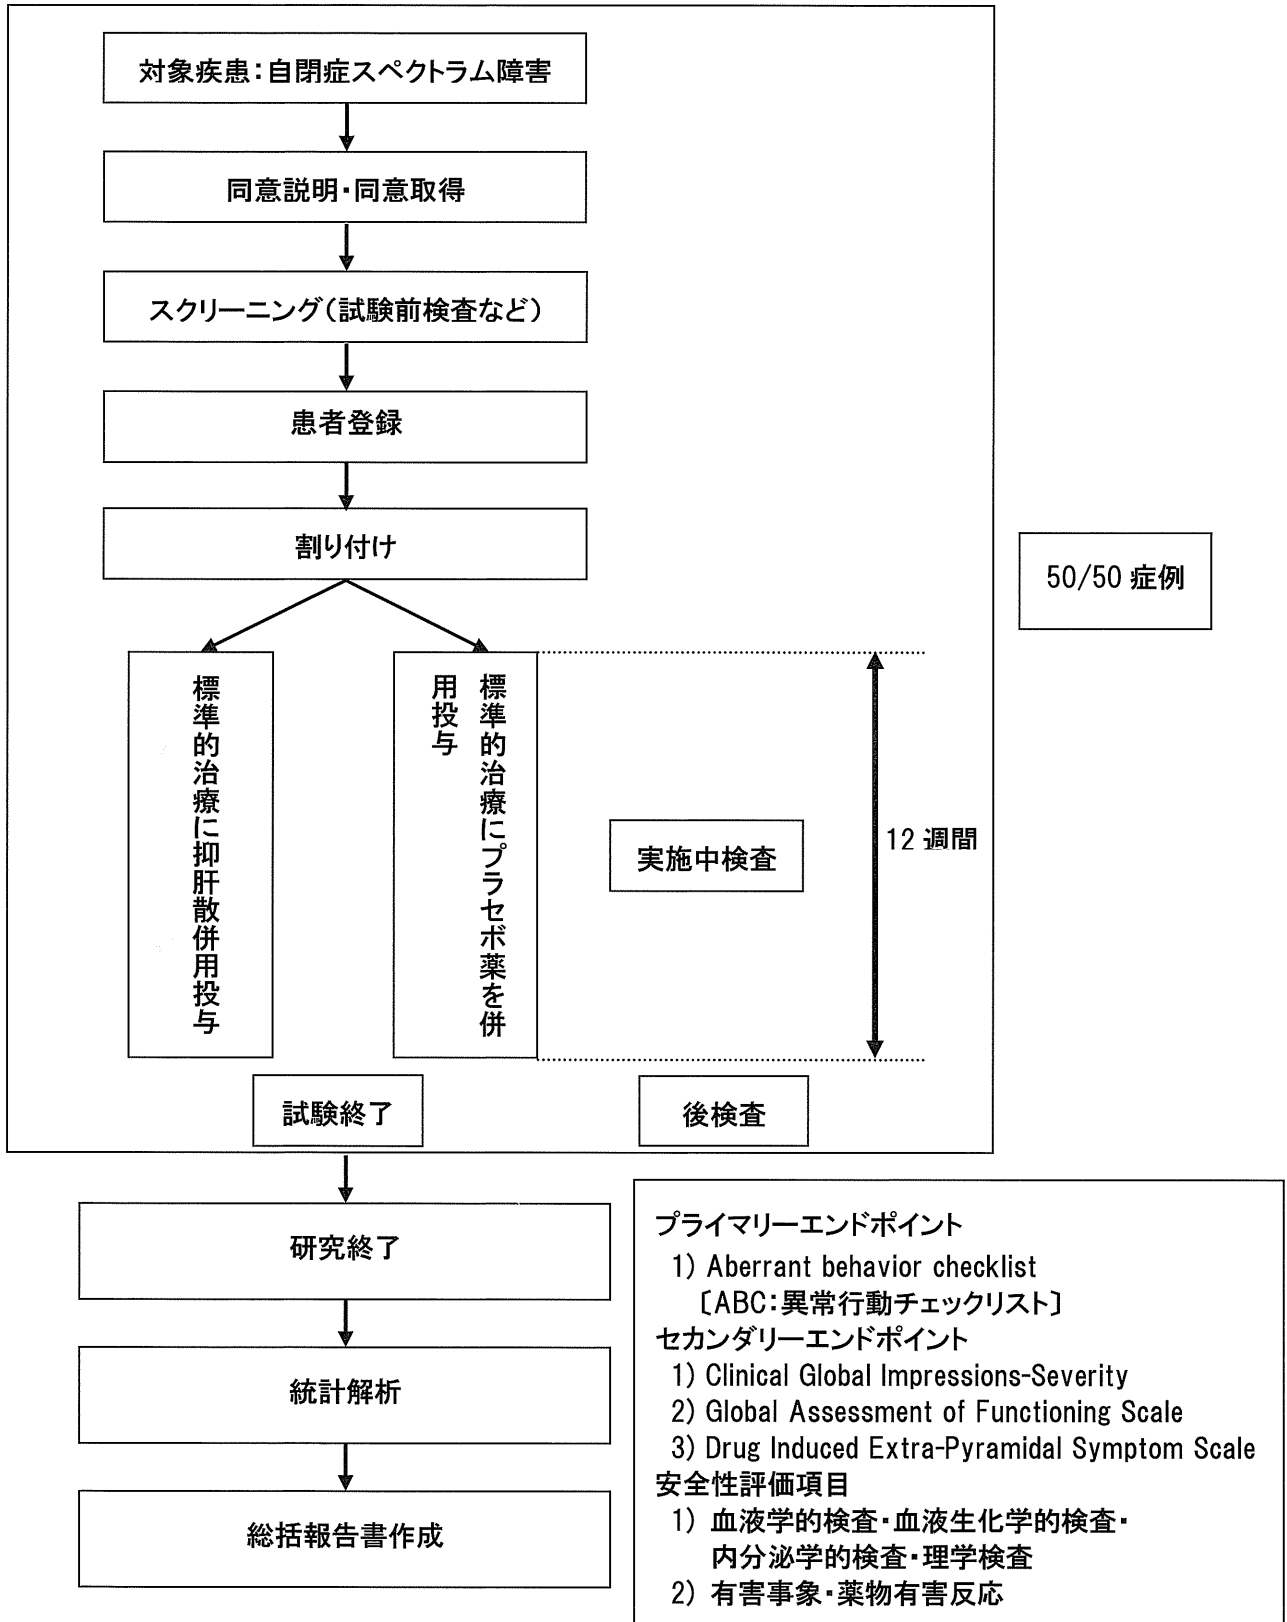 対象疾患：自閉症スペクトラム障害
同意説明・同意取得
スクリーニング（試験前検査など）
患者登録
割り付け
50/50 症例
標準的治療に抑肝散併用投与
標準的治療にプラセボ薬を併
用投与
実施中検査
12 週間
試験終了
後検査
研究終了
統計解析
総括報告書作成
プライマリーエンドポイント
1) Aberrant behavior checklist
〔ABC：異常行動チェックリスト〕
セカンダリーエンドポイント
1) Clinical Global Impressions-Severity
2) Global Assessment of Functioning Scale
3) Drug Induced Extra-Pyramidal Symptom Scale
安全性評価項目
1) 血液学的検査・血液生化学的検査・
内分泌学的検査・理学検査
2) 有害事象・薬物有害反応